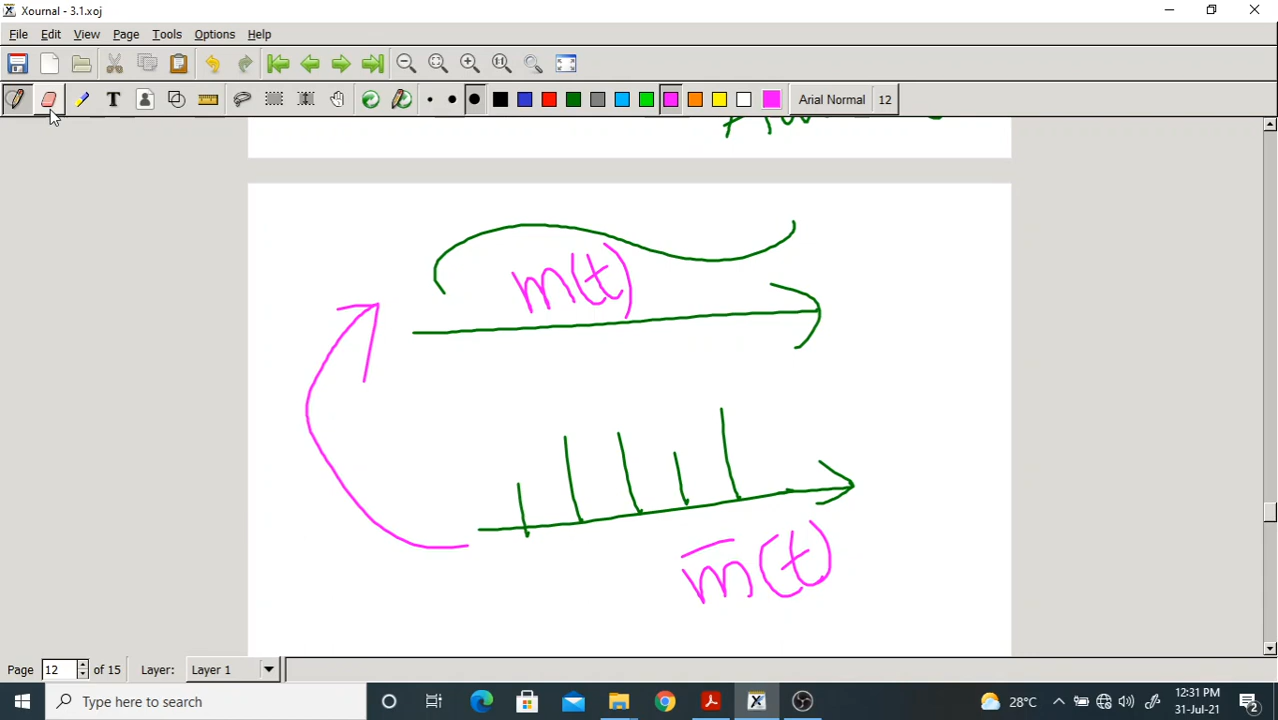 Xournal - 3.1.xoj
File Edit View Page Tools Options Help
T Arial Normal 12
m(t)
m̅(t)
Page 12 of 15 Layer: Layer 1
Type here to search
28°C
12:31 PM
31-Jul-21
2